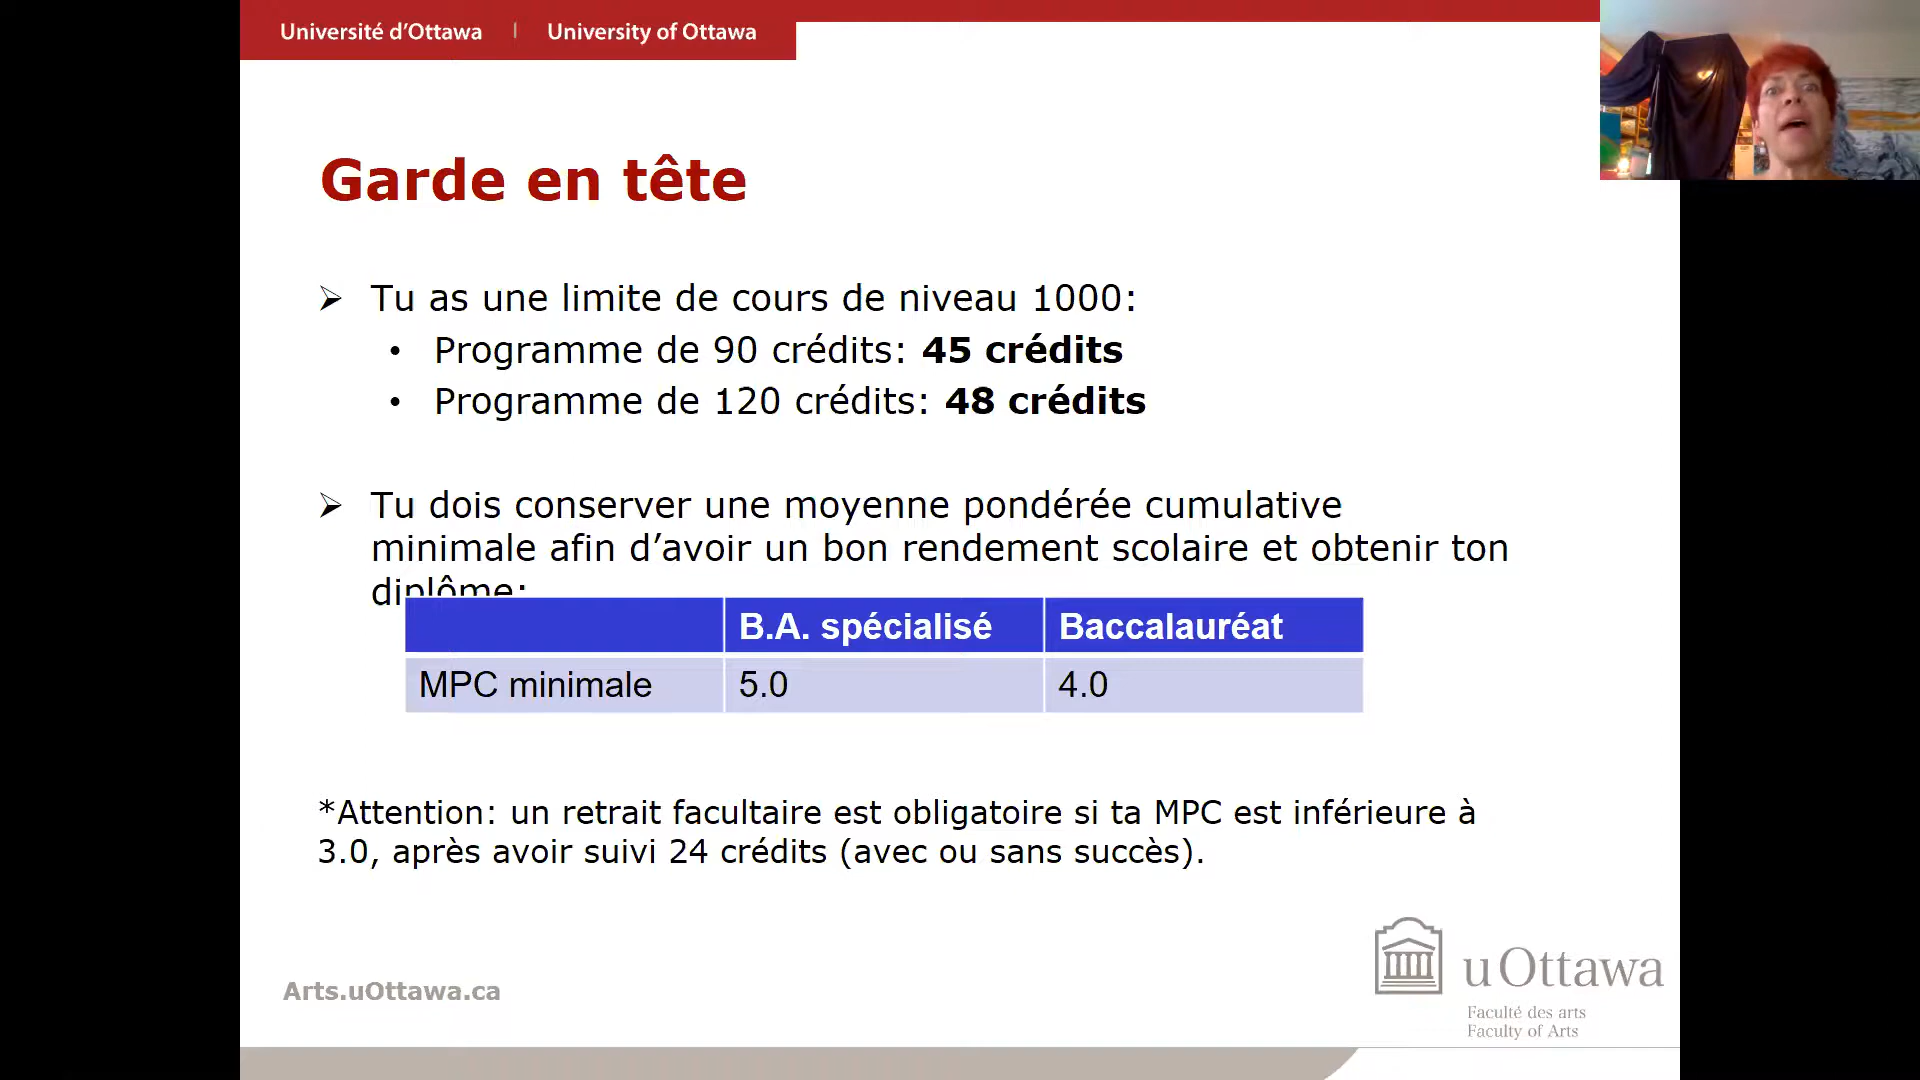 Université d'Ottawa | University of Ottawa
Garde en tête
➢ Tu as une limite de cours de niveau 1000:
• Programme de 90 crédits: 45 crédits
• Programme de 120 crédits: 48 crédits
➢ Tu dois conserver une moyenne pondérée cumulative
minimale afin d’avoir un bon rendement scolaire et obtenir ton
diplôme:
B.A. spécialisé Baccalauréat
MPC minimale 5.0 4.0
*Attention: un retrait facultaire est obligatoire si ta MPC est inférieure à
3.0, après avoir suivi 24 crédits (avec ou sans succès).
Arts.uOttawa.ca
uOttawa
Faculté des arts
Faculty of Arts